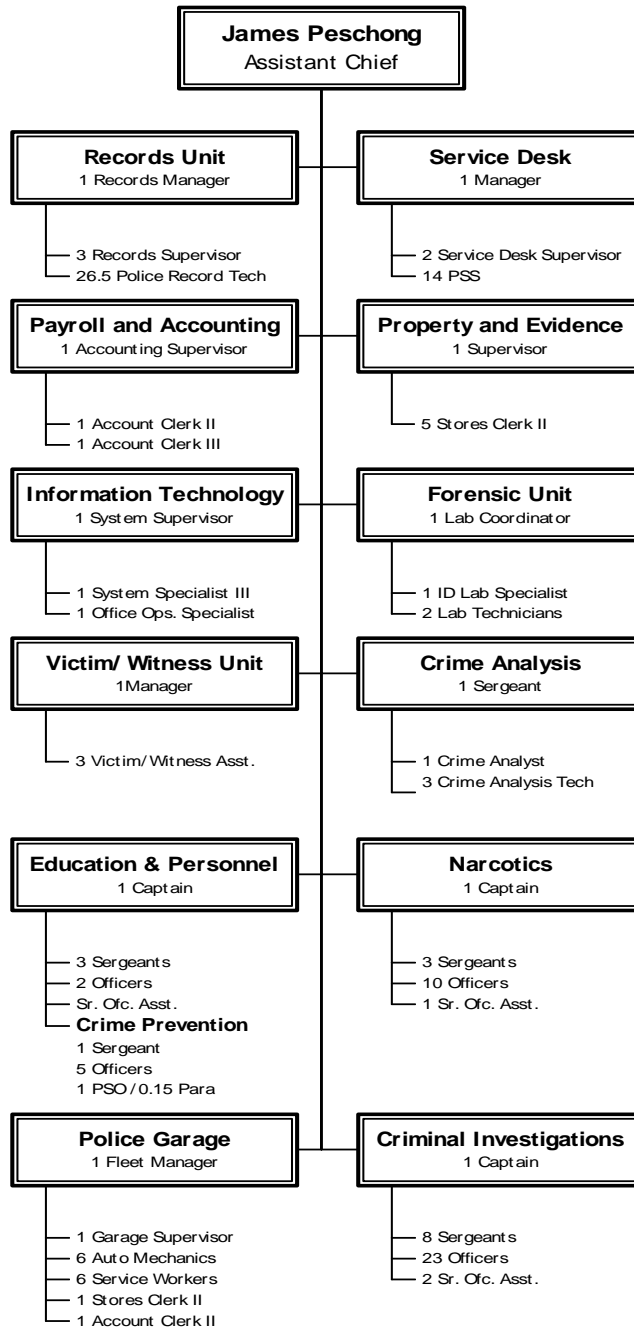 James Peschong
Assistant Chief
Records Unit
1 Records Manager
3 Records Supervisor
26.5 Police Record Tech
Service Desk
1 Manager
2 Service Desk Supervisor
14 PSS
Payroll and Accounting
1 Accounting Supervisor
1 Account Clerk II
1 Account Clerk III
Property and Evidence
1 Supervisor
5 Stores Clerk II
Information Technology
1 System Supervisor
1 System Specialist III
1 Office Ops. Specialist
Forensic Unit
1 Lab Coordinator
1 ID Lab Specialist
2 Lab Technicians
Victim/ Witness Unit
1Manager
3 Victim/Witness Asst.
Crime Analysis
1 Sergeant
1 Crime Analyst
3 Crime Analysis Tech
Education & Personnel
1 Captain
3 Sergeants
2 Officers
Sr. Ofc. Asst.
Crime Prevention
1 Sergeant
5 Officers
1 PSO/0.15 Para
Narcotics
1 Captain
3 Sergeants
10 Officers
1 Sr. Ofc. Asst.
Police Garage
1 Fleet Manager
1 Garage Supervisor
6 Auto Mechanics
6 Service Workers
1 Stores Clerk II
1 Account Clerk II
Criminal Investigations
1 Captain
8 Sergeants
23 Officers
2 Sr. Ofc. Asst.